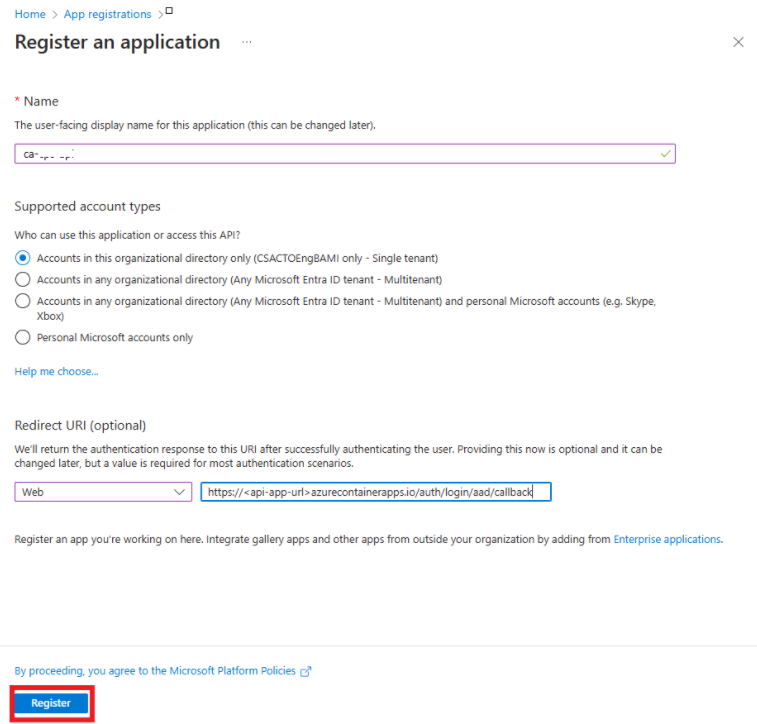 Home > App registrations >
Register an application ...
* Name
The user-facing display name for this application (this can be changed later).
ca-
Supported account types
Who can use this application or access this API?
Accounts in this organizational directory only (CSACTOEngBAMI only - Single tenant)
Accounts in any organizational directory (Any Microsoft Entra ID tenant - Multitenant)
Accounts in any organizational directory (Any Microsoft Entra ID tenant - Multitenant) and personal Microsoft accounts (e.g. Skype,
Xbox)
Personal Microsoft accounts only
Help me choose...
Redirect URI (optional)
We'll return the authentication response to this URI after successfully authenticating the user. Providing this now is optional and it can be
changed later, but a value is required for most authentication scenarios.
Web https://<api-app-url>azurecontainerapps.io/auth/login/aad/callback
Register an app you're working on here. Integrate gallery apps and other apps from outside your organization by adding from Enterprise applications.
By proceeding, you agree to the Microsoft Platform Policies
Register